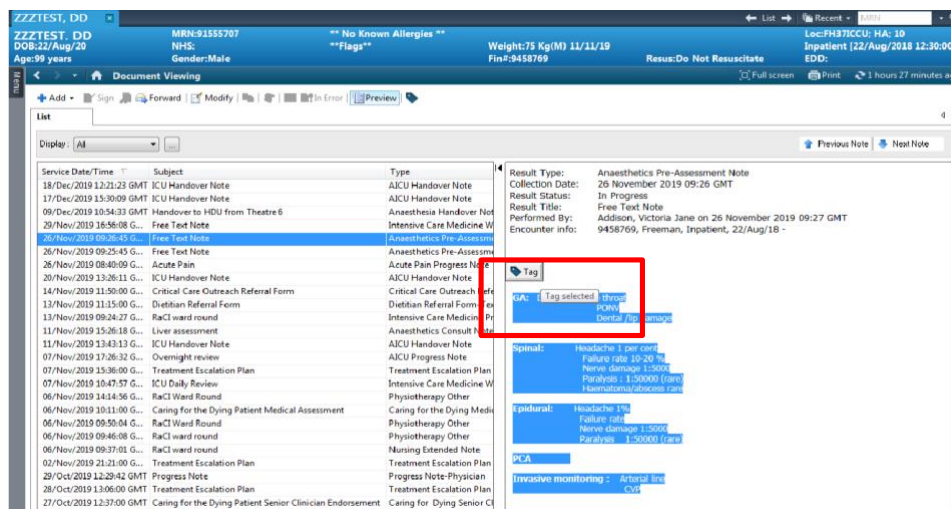 ZZZTEST, DD
List
Recent
MRN
ZZZTEST, DD
MRN:91555707
** No Known Allergies **
Loc:FH37ICCU; HA; 10
DOB:22/Aug/20
NHS:
**Flags**
Weight:75 Kg(M) 11/11/19
Inpatient [22/Aug/2018 12:30:00
Age:99 years
Gender:Male
Fin#:9458769
Resus:Do Not Resuscitate
EDD:
Menu
Document Viewing
Full screen
Print
1 hours 27 minutes a
Add
Sign
Forward
Modify
In Error
Preview
List
Display: All
...
Previous Note
Next Note
Service Date/Time Subject Type
18/Dec/2019 12:21:23 GMT ICU Handover Note AICU Handover Note
17/Dec/2019 15:30:09 GMT ICU Handover Note AICU Handover Note
09/Dec/2019 10:54:33 GMT Handover to HDU from Theatre 6 Anaesthesia Handover Not
29/Nov/2019 16:56:08 G... Free Text Note Intensive Care Medicine W
26/Nov/2019 09:26:45 G... Free Text Note Anaesthetics Pre-Assessm
26/Nov/2019 09:25:45 G... Free Text Note Anaesthetics Pre-Assessm
26/Nov/2019 08:40:09 G... Acute Pain Acute Pain Progress Note
20/Nov/2019 13:26:11 G... ICU Handover Note AICU Handover Note
14/Nov/2019 11:50:00 G... Critical Care Outreach Referral Form Critical Care Outreach Refe
13/Nov/2019 11:15:00 G... Dietitian Referral Form Dietitian Referral Form-Tex
13/Nov/2019 09:24:27 G... RaCI ward round Intensive Care Medicine Pr
11/Nov/2019 15:26:18 G... Liver assessment Anaesthetics Consult Note
11/Nov/2019 13:43:13 G... ICU Handover Note AICU Handover Note
07/Nov/2019 17:26:32 G... Overnight review AICU Progress Note
07/Nov/2019 15:36:00 G... Treatment Escalation Plan Treatment Escalation Plan
07/Nov/2019 10:47:57 G... ICU Daily Review Intensive Care Medicine W
06/Nov/2019 14:14:56 G... RaCI Ward Round Physiotherapy Other
06/Nov/2019 10:11:00 G... Caring for the Dying Patient Medical Assessment Caring for the Dying Medic
06/Nov/2019 09:50:04 G... RaCI Ward Round Physiotherapy Other
06/Nov/2019 09:46:08 G... RaCI ward round Physiotherapy Other
06/Nov/2019 09:37:01 G... RaCI ward round Nursing Extended Note
02/Nov/2019 21:21:00 G... Treatment Escalation Plan Treatment Escalation Plan
29/Oct/2019 12:29:42 GMT Progress Note Progress Note-Physician
28/Oct/2019 13:06:00 GMT Treatment Escalation Plan Treatment Escalation Plan
27/Oct/2019 12:37:00 GMT Caring for the Dying Patient Senior Clinician Endorsement Caring for Dying Senior Cl
Result Type: Anaesthetics Pre-Assessment Note
Collection Date: 26 November 2019 09:26 GMT
Result Status: In Progress
Result Title: Free Text Note
Performed By: Addison, Victoria Jane on 26 November 2019 09:27 GMT
Encounter info: 9458769, Freeman, Inpatient, 22/Aug/18 -
Tag
Tag selected
GA: throat
PONV
Dental /lip damage
Spinal: Headache 1 per cent
Failure rate 10-20 %
Nerve damage 1:5000
Paralysis : 1:50000 (rare)
Haematoma/abscess rare
Epidural: Headache 1%
Failure rate
Nerve damage 1:5000
Paralysis 1:50000 (rare)
PCA
Invasive monitoring : Arterial line
CVP